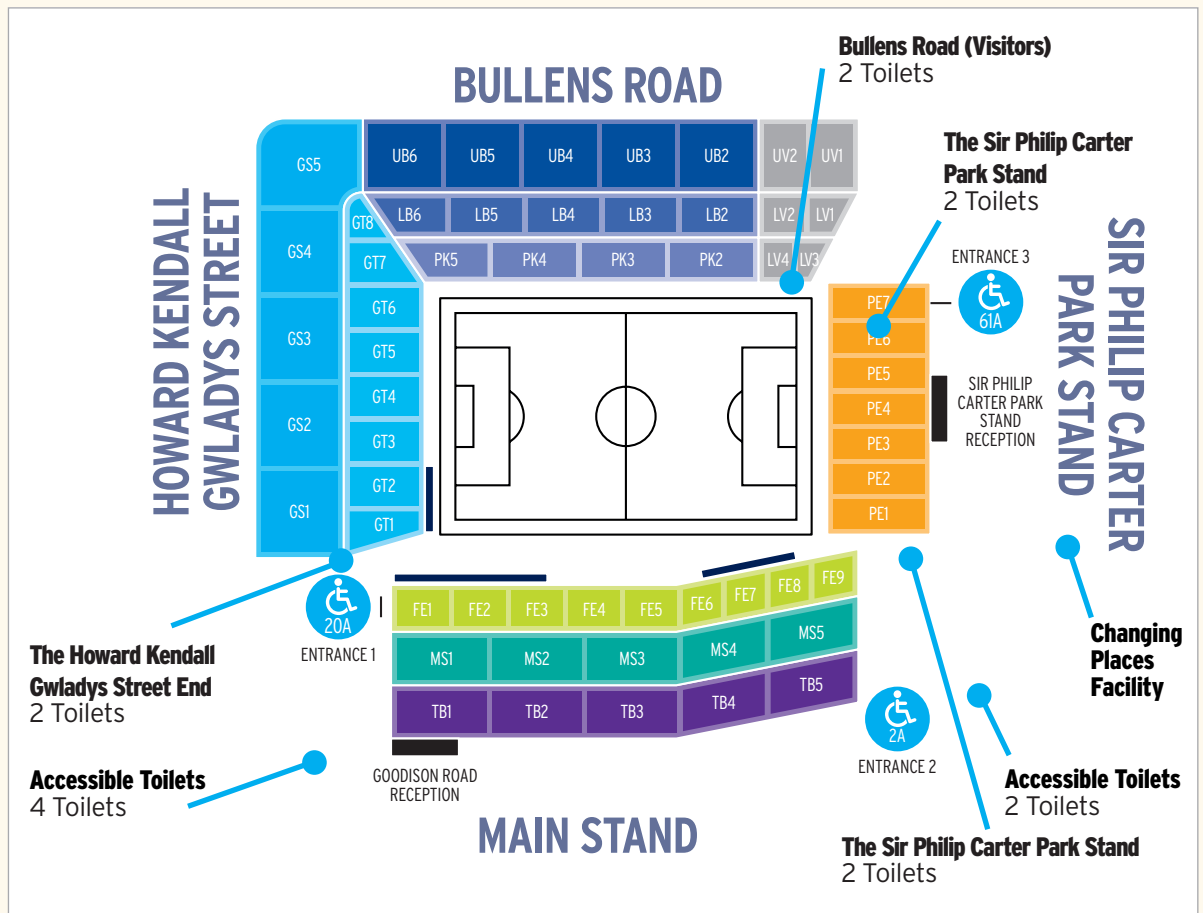 BULLENS ROAD
Bullens Road (Visitors)
2 Toilets
The Sir Philip Carter
Park Stand
2 Toilets
HOWARD KENDALL
GWLADYS STREET
SIR PHILIP CARTER
PARK STAND
GS5
GS4
GS3
GS2
GS1
GT8
GT7
GT6
GT5
GT4
GT3
GT2
GT1
UB6
UB5
UB4
UB3
UB2
UV2
UV1
LB6
LB5
LB4
LB3
LB2
LV2
LV1
PK5
PK4
PK3
PK2
LV4
LV3
PE7
PE6
PE5
PE4
PE3
PE2
PE1
ENTRANCE 3
61A
SIR PHILIP
CARTER PARK
STAND
RECEPTION
20A
ENTRANCE 1
FE1
FE2
FE3
FE4
FE5
FE6
FE7
FE8
FE9
MS1
MS2
MS3
MS4
MS5
TB1
TB2
TB3
TB4
TB5
The Howard Kendall
Gwladys Street End
2 Toilets
Changing
Places
Facility
2A
ENTRANCE 2
Accessible Toilets
4 Toilets
GOODISON ROAD
RECEPTION
Accessible Toilets
2 Toilets
MAIN STAND
The Sir Philip Carter Park Stand
2 Toilets